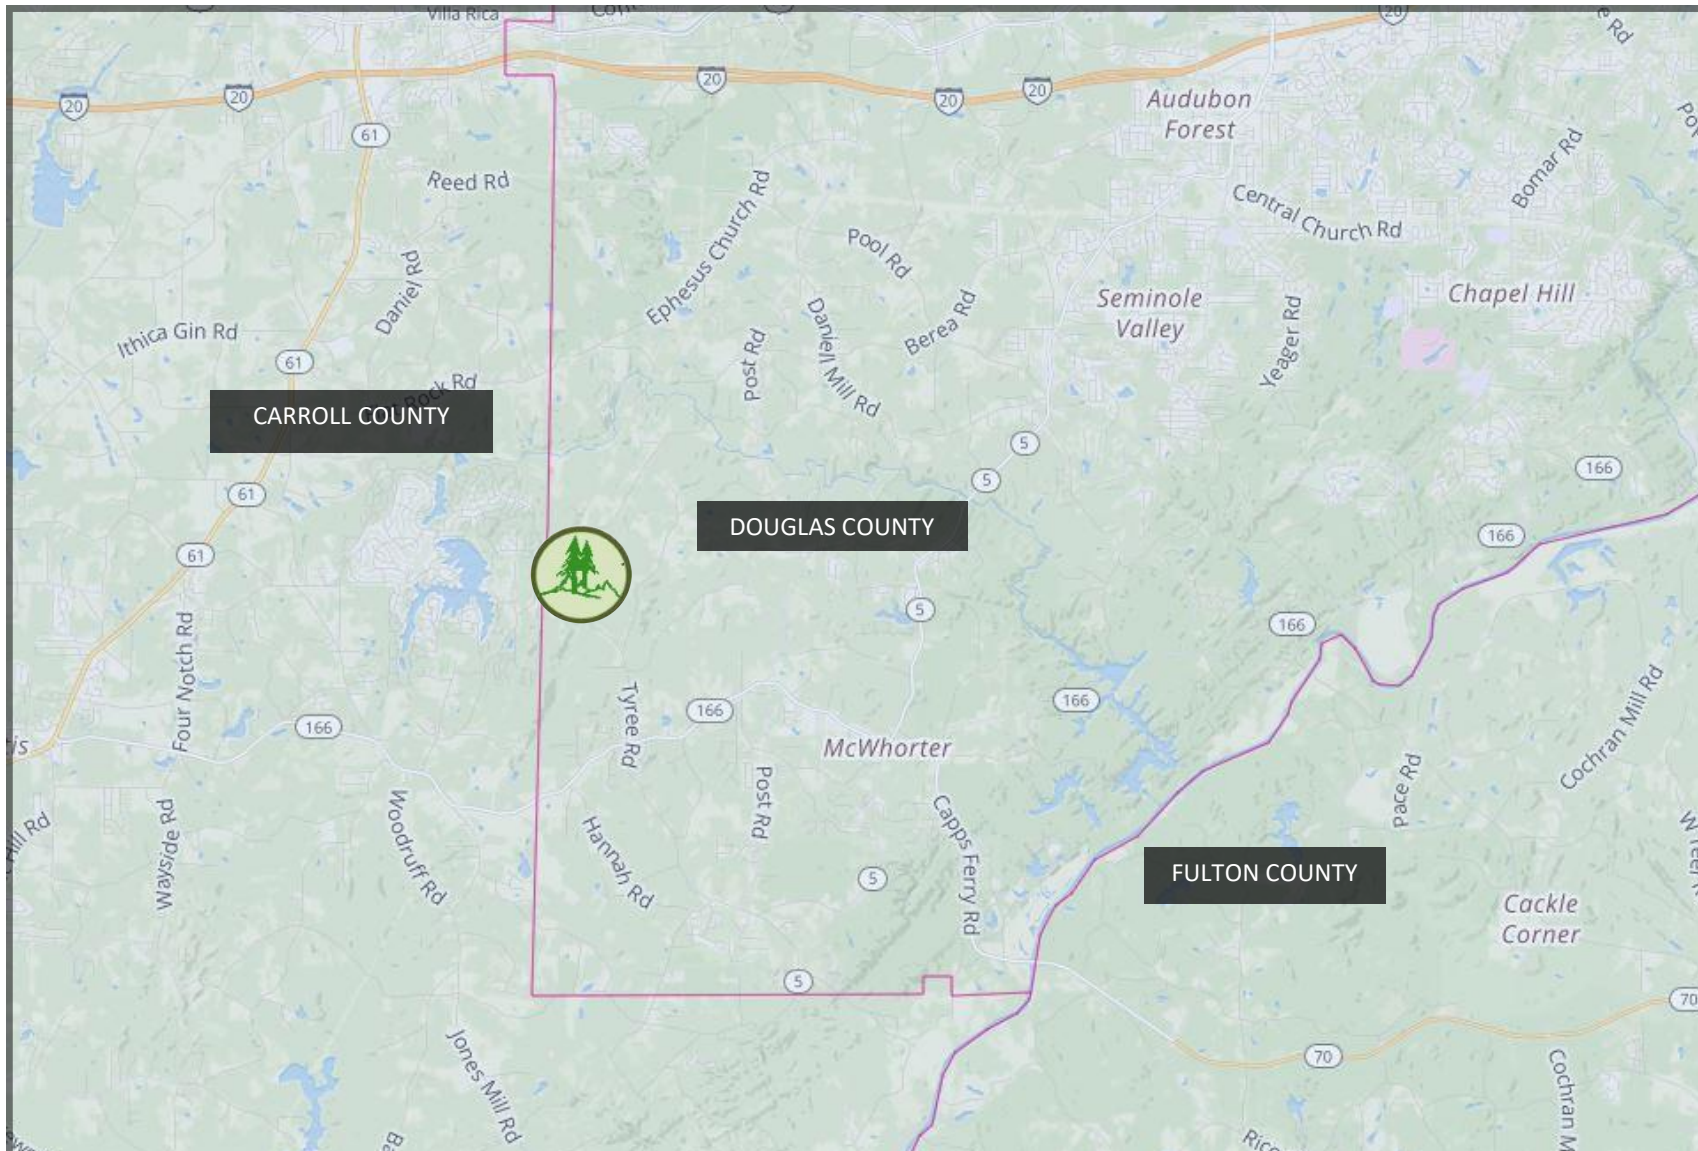 Villa Rica
20
20
20
20
20
20
Audubon
Forest
e Rd
61
Reed Rd
Bomar Rd
Central Church Rd
Ephesus Church Rd
Pool Rd
Daniel Rd
Ithica Gin Rd
Seminole
Valley
Chapel Hill
Daniell Mill Rd
Berea Rd
Yeager Rd
Post Rd
61
Rock Rd
CARROLL COUNTY
5
166
5
61
DOUGLAS COUNTY
166
61
5
166
Four Notch Rd
Tyree Rd
166
166
166
Cochran Mill Rd
McWhorter
Post Rd
Pace Rd
Wayside Rd
Woodruff Rd
Hannah Rd
Capps Ferry Rd
Hill Rd
5
FULTON COUNTY
Cackle
Corner
5
70
70
Jones Mill Rd
Cochran M